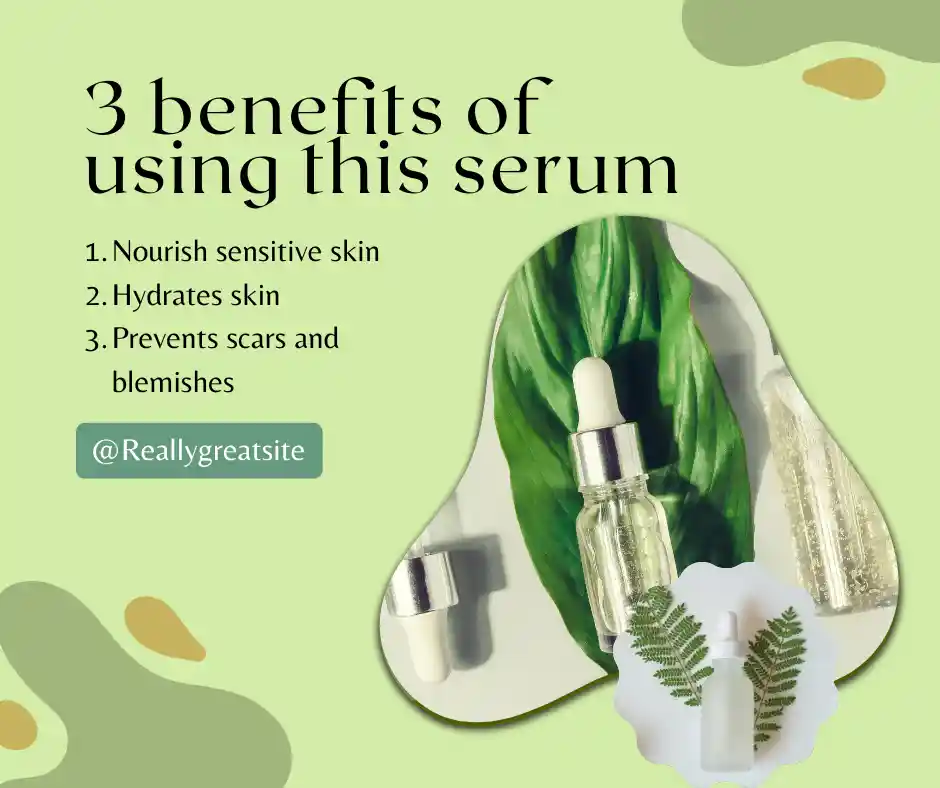 3 benefits of
using this serum
1. Nourish sensitive skin
2. Hydrates skin
3. Prevents scars and
blemishes
@Reallygreatsite